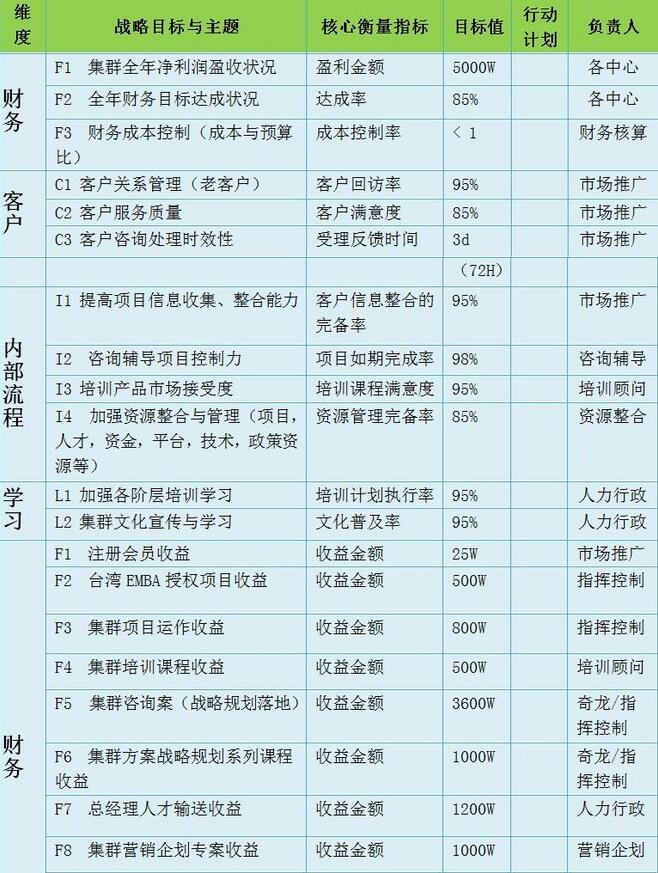 维度 战略目标与主题 核心衡量指标 目标值 行动计划 负责人
财务
F1 集群全年净利润盈收状况 盈利金额 5000W 各中心
F2 全年财务目标达成状况 达成率 85% 各中心
F3 财务成本控制（成本与预算 成本控制率 < 1 财务核算
比）
客户
C1 客户关系管理（老客户） 客户回访率 95% 市场推广
C2 客户服务质量 客户满意度 85% 市场推广
C3 客户咨询处理时效性 受理反馈时间 3d 市场推广
（72H）
内部流程
I1 提高项目信息收集、整合能力 客户信息整合的 95% 市场推广
完备率
I2 咨询辅导项目控制力 项目如期完成率 98% 咨询辅导
I3 培训产品市场接受度 培训课程满意度 95% 培训顾问
I4 加强资源整合与管理（项目， 资源管理完备率 85% 资源整合
人才，资金，平台，技术，政策资
源等）
学习
L1 加强各阶层培训学习 培训计划执行率 95% 人力行政
L2 集群文化宣传与学习 文化普及率 95% 人力行政
财务
F1 注册会员收益 收益金额 25W 市场推广
F2 台湾EMBA授权项目收益 收益金额 500W 指挥控制
F3 集群项目运作收益 收益金额 800W 指挥控制
F4 集群培训课程收益 收益金额 500W 培训顾问
F5 集群咨询案（战略规划落地） 收益金额 3600W 奇龙/指
挥控制
F6 集群方案战略规划系列课程 收益金额 1000W 奇龙/指
收益 挥控制
F7 总经理人才输送收益 收益金额 1200W 人力行政
F8 集群营销企划专案收益 收益金额 1000W 营销企划